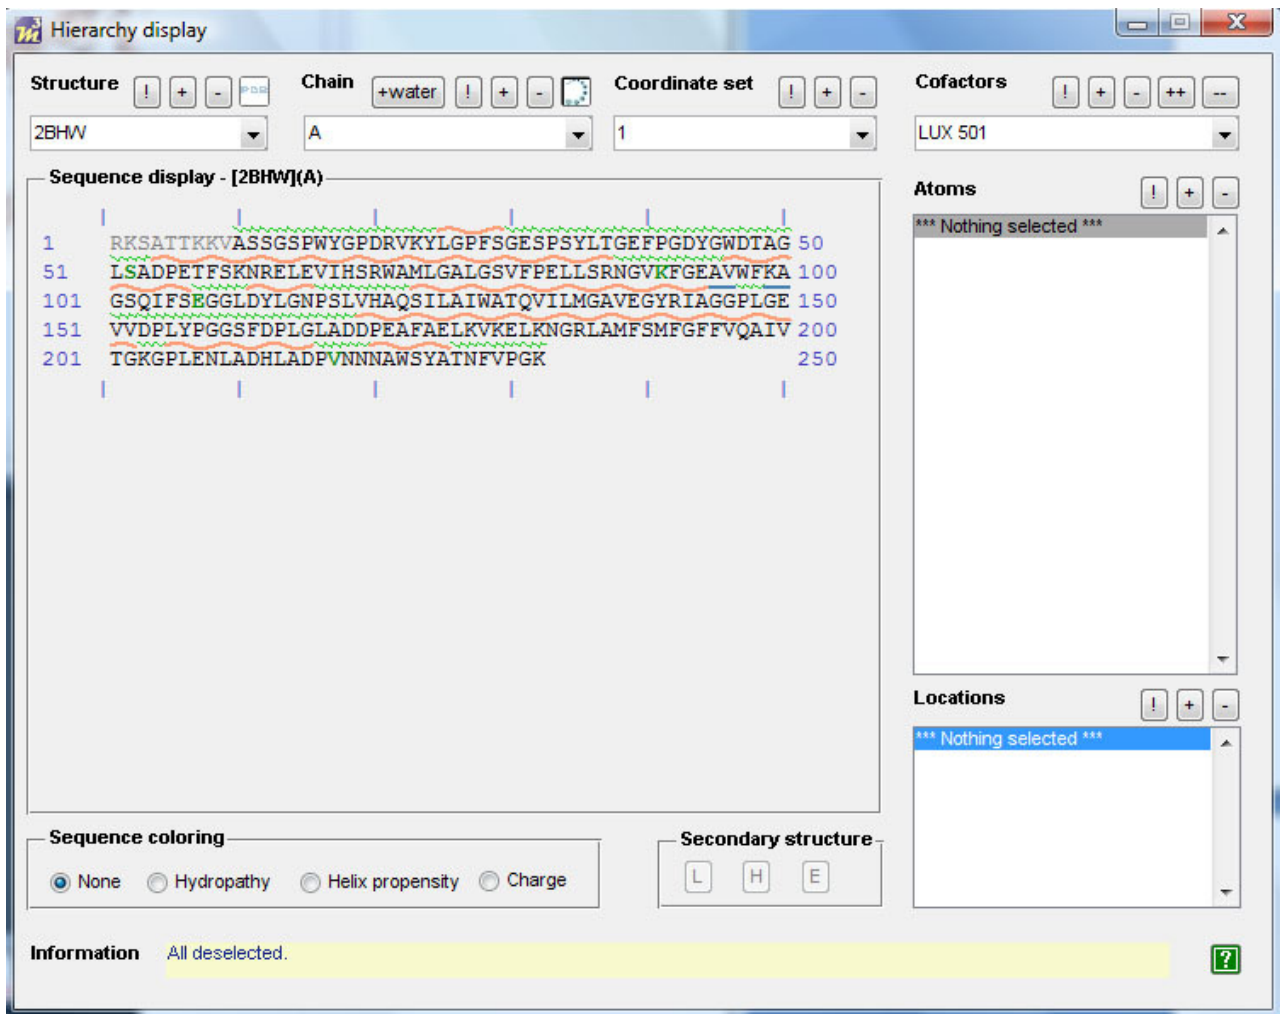 Hierarchy display
Structure ! + - PDB Chain +water ! + - Coordinate set ! + - Cofactors ! + - ++ --
2BHW A 1 LUX 501
Sequence display - [2BHW](A)
Atoms ! + -
*** Nothing selected ***
1 RKSATTKKVASSGSPWYGPDRVKYLGPFSGESPSYLTGEFPGDYGWDTAG 50
51 LSADPETFSKNRELEVIHSRWAMLGALGSVFPELLSRNGVKFGEAVWFKA 100
101 GSQIFSEGGLDYLGNPSLVHAQSILAIWATQVILMGAVEGYRIAGGPLGE 150
151 VVDPLYPGGSFDPLGLADDPEAFAELKVKELKNGRLAMFSMFGFFVQAIV 200
201 TGKGPLENLADHLADPVNNNAWSYATNFVPGK 250
Locations ! + -
*** Nothing selected ***
Sequence coloring
None Hydropathy Helix propensity Charge
Secondary structure
L H E
Information All deselected.
?